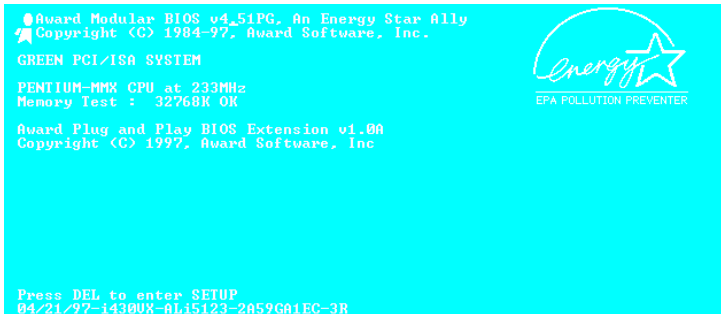 Award Modular BIOS v4.51PG, An Energy Star Ally
Copyright (C) 1984-97, Award Software, Inc.
GREEN PCI/ISA SYSTEM
energy
EPA POLLUTION PREVENTER
PENTIUM-MMX CPU at 233MHz
Memory Test :  32768K OK
Award Plug and Play BIOS Extension v1.0A
Copyright (C) 1997, Award Software, Inc
Press DEL to enter SETUP
04/21/97-i430VX-ALi5123-2A59GA1EC-3R